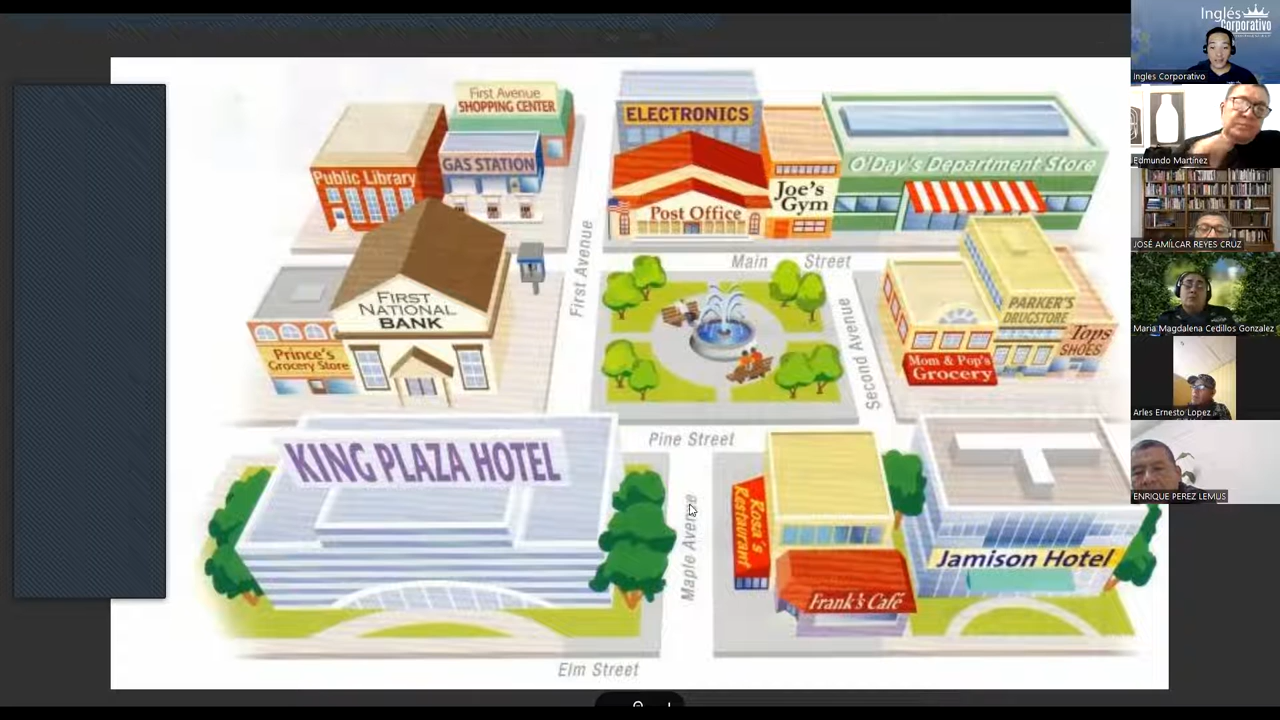 First Avenue
SHOPPING CENTER
GAS STATION
Public Library
ELECTRONICS
Post Office
Joe's
Gym
O'Day's Department Store
Main Street
First Avenue
Second Avenue
FIRST
NATIONAL
BANK
Prince's
Grocery Store
PARKER'S
DRUGSTORE
Tops
SHOES
Mom & Pop's
Grocery
KING PLAZA HOTEL
Pine Street
Maple Avenue
Rosa's
Restaurant
Frank's Café
Jamison Hotel
Elm Street
Inglés
Corporativo
Ingles Corporativo
Edmundo Martinez
JOSÉ AMÍLCAR REYES CRUZ
Maria Magdalena Cedillos Gonzalez
Arles Ernesto Lopez
ENRIQUE PEREZ LEMUS